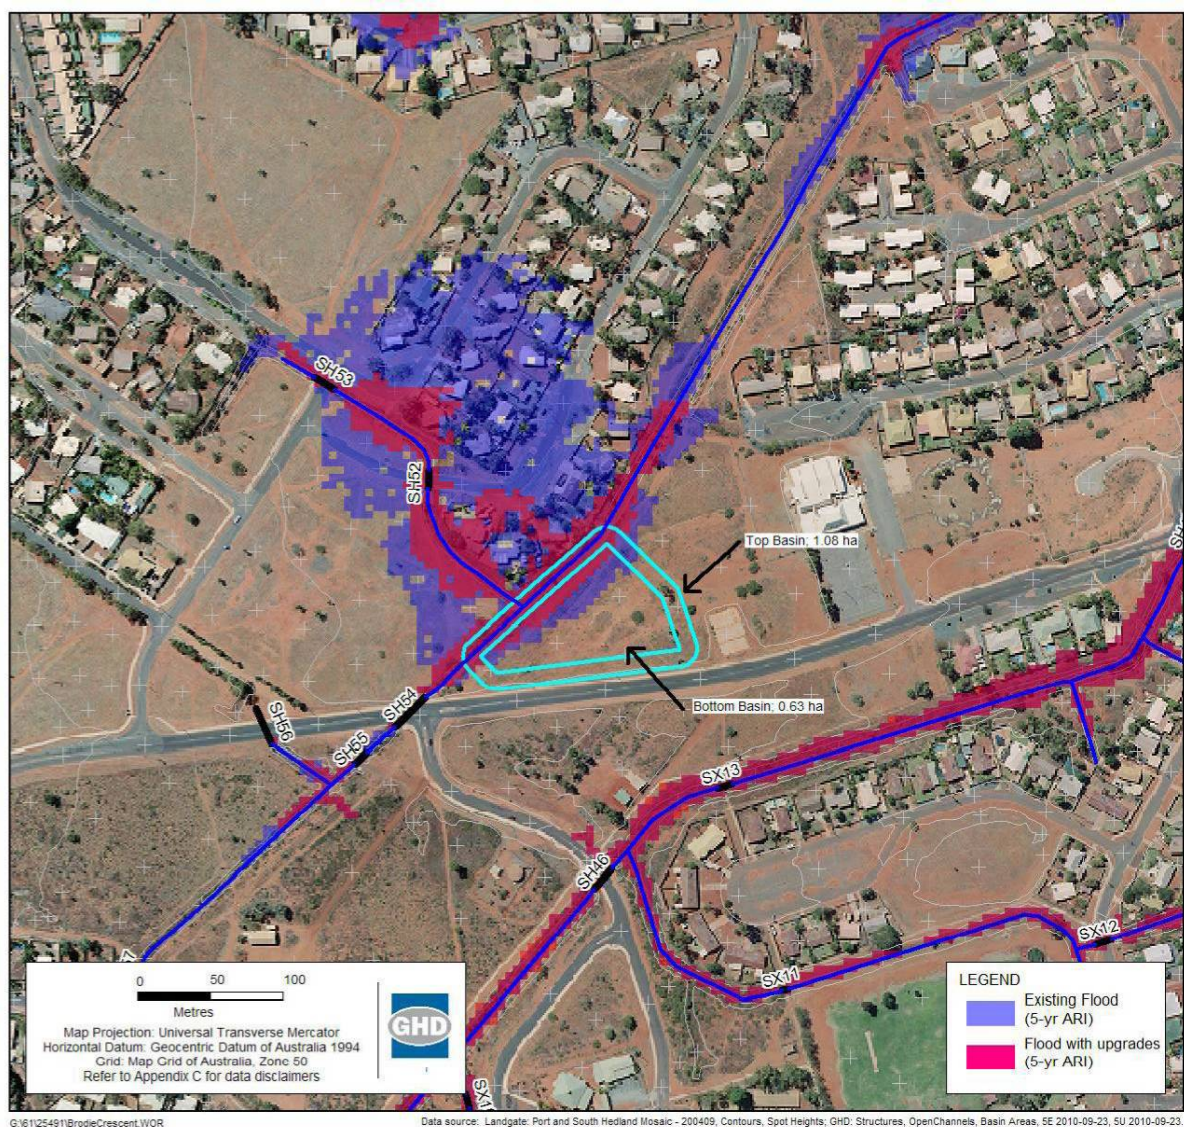 SH53
SH52
Top Basin; 1.08 ha
Bottom Basin; 0.63 ha
SH54
SH55
SH56
SX13
SH46
SX12
SX11
SX1
0 50 100
Metres
Map Projection: Universal Transverse Mercator
Horizontal Datum: Geocentric Datum of Australia 1994
Grid: Map Grid of Australia, Zone 50
Refer to Appendix C for data disclaimers
GHD
LEGEND
Existing Flood
(5-yr ARI)
Flood with upgrades
(5-yr ARI)
G:\61\25491\BrodieCrescent.WOR
Data source: Landgate: Port and South Hedland Mosaic - 200409, Contours, Spot Heights; GHD: Structures, OpenChannels, Basin Areas, 5E 2010-09-23, 5U 2010-09-23.